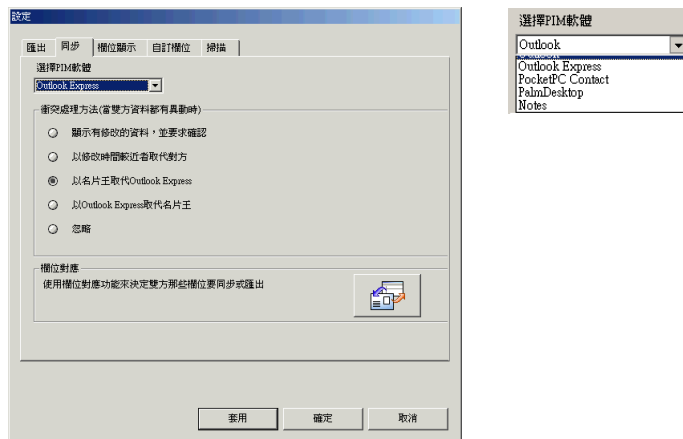 設定
匯出 同步 欄位顯示 自訂欄位 掃描
選擇PIM軟體
Outlook Express
衝突處理方法(當雙方資料都有異動時)
顯示有修改的資料，並要求確認
以修改時間較近者取代對方
以名片王取代Outlook Express
以Outlook Express取代名片王
忽略
欄位對應
使用欄位對應功能來決定雙方那些欄位要同步或匯出
套用 確定 取消
選擇PIM軟體
Outlook
Outlook Express
PocketPC Contact
PalmDesktop
Notes